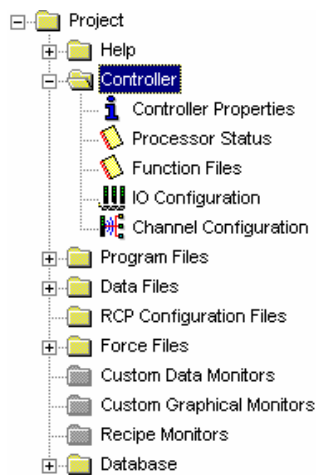 Project
Help
Controller
Controller Properties
Processor Status
Function Files
IO Configuration
Channel Configuration
Program Files
Data Files
RCP Configuration Files
Force Files
Custom Data Monitors
Custom Graphical Monitors
Recipe Monitors
Database